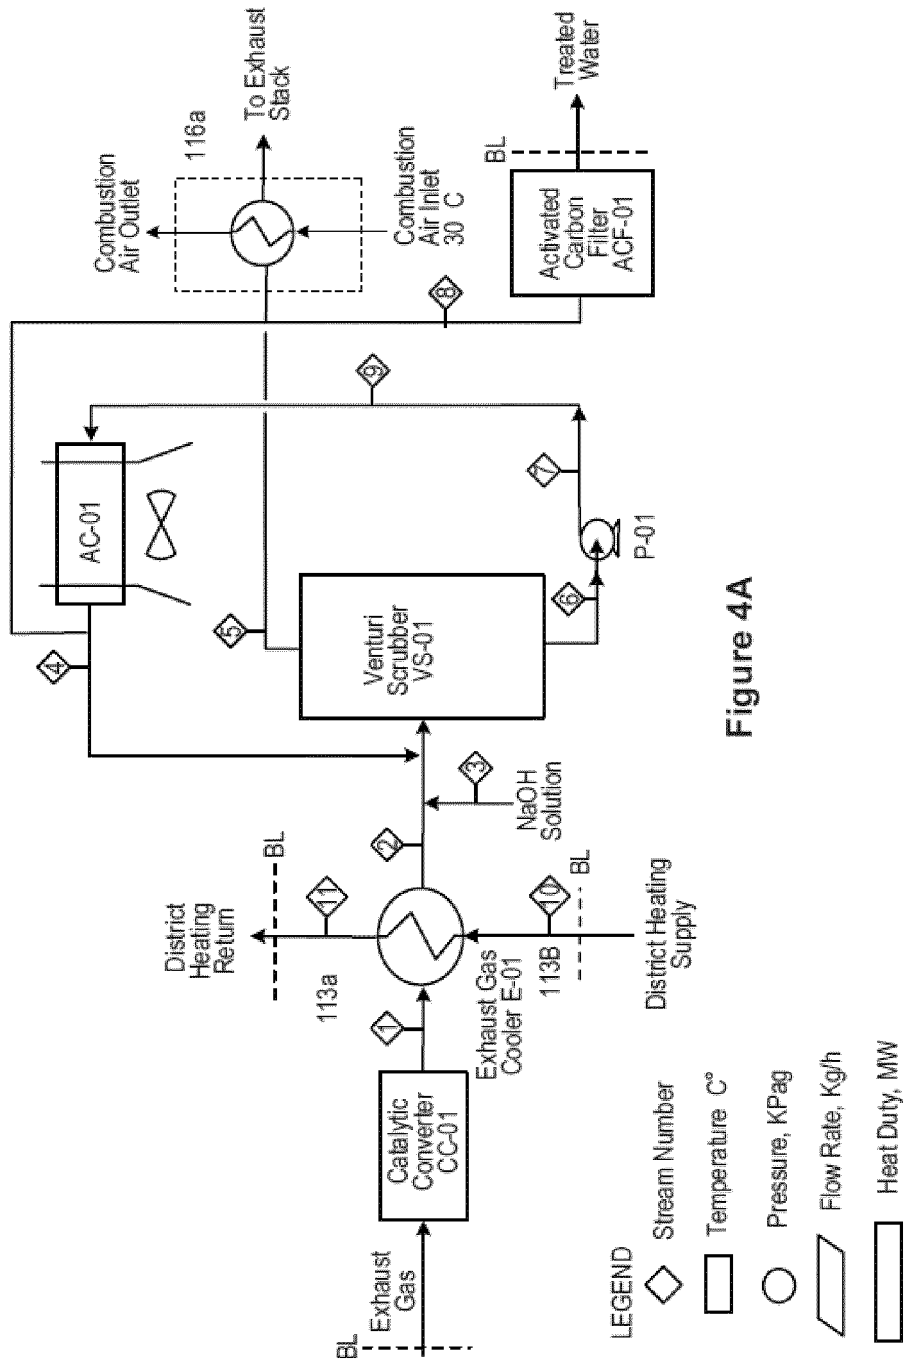 Combustion
Air Outlet
116a
To Exhaust
Stack
Combustion
Air Inlet
30 C
BL
Treated
Water
Activated
Carbon
Filter
ACF-01
8
9
AC-01
4
5
Venturi
Scrubber
VS-01
7
6
P-01
3
NaOH
Solution
2
District
Heating
Return
BL
11
113a
10
BL
113B
District Heating
Supply
Exhaust Gas
Cooler E-01
1
Catalytic
Converter
CC-01
Exhaust
Gas
BL
LEGEND
Stream Number
Temperature C°
Pressure, KPag
Flow Rate, Kg/h
Heat Duty, MW
Figure 4A